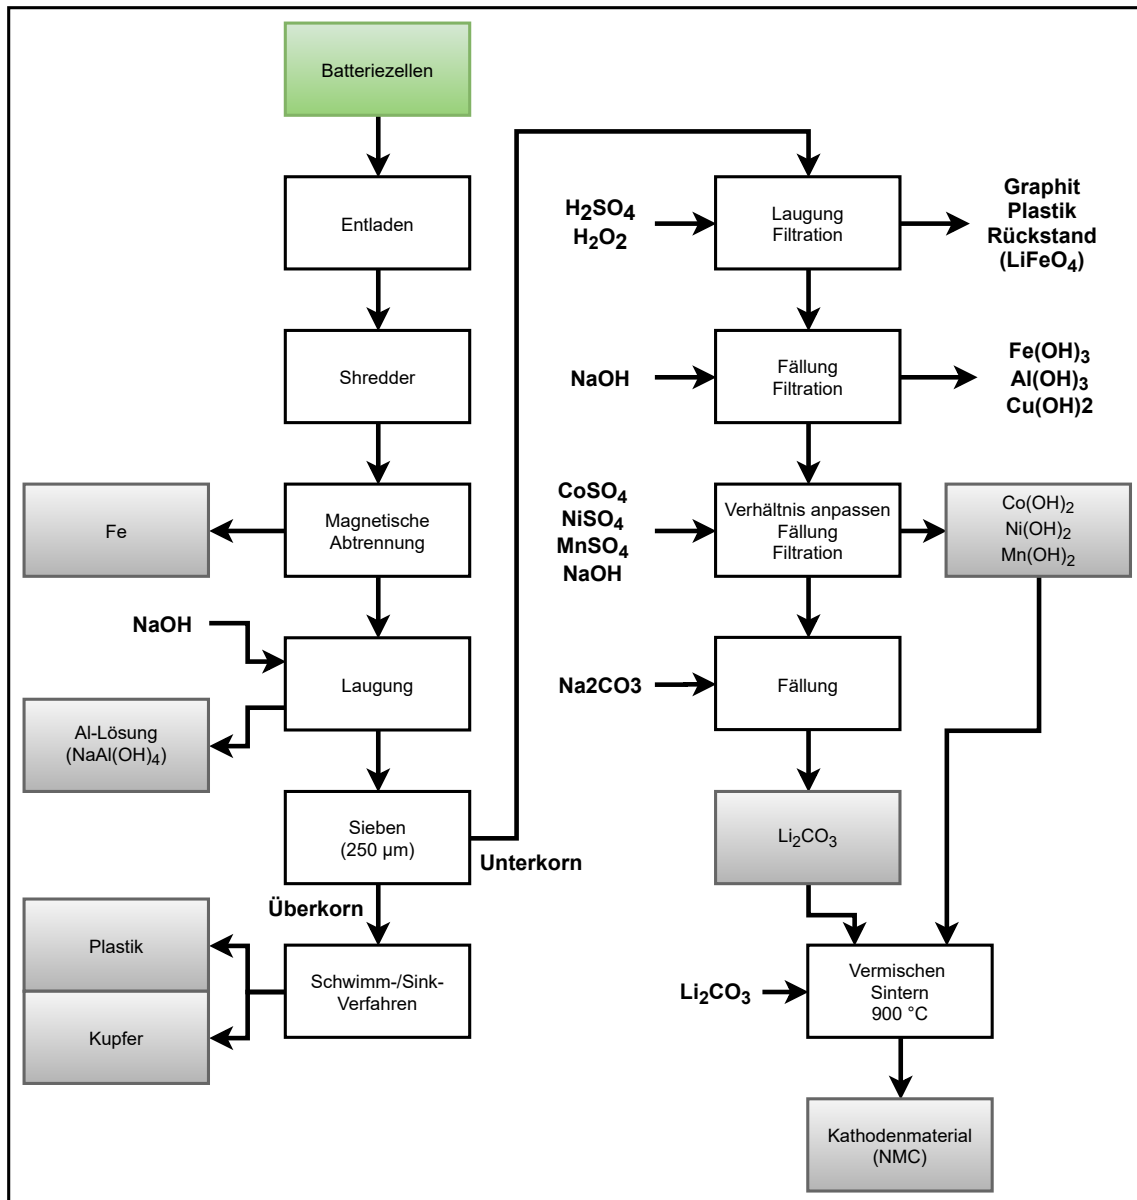 Batteriezellen
Entladen
Shredder
Magnetische
Abtrennung
Fe
NaOH
Laugung
Al-Lösung
(NaAl(OH)₄)
Sieben
(250 µm)
Unterkorn
Überkorn
Plastik
Kupfer
Schwimm-/Sink-
Verfahren
H₂SO₄
H₂O₂
Laugung
Filtration
Graphit
Plastik
Rückstand
(LiFeO₄)
NaOH
Fällung
Filtration
Fe(OH)₃
Al(OH)₃
Cu(OH)2
CoSO₄
NiSO₄
MnSO₄
NaOH
Verhältnis anpassen
Fällung
Filtration
Co(OH)₂
Ni(OH)₂
Mn(OH)₂
Na2CO3
Fällung
Li₂CO₃
Li₂CO₃
Vermischen
Sintern
900 °C
Kathodenmaterial
(NMC)